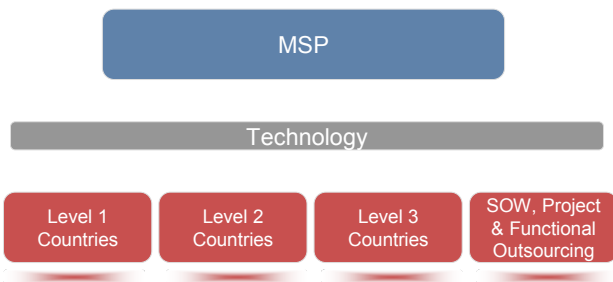 MSP
Technology
Level 1
Countries
Level 2
Countries
Level 3
Countries
SOW, Project
& Functional
Outsourcing